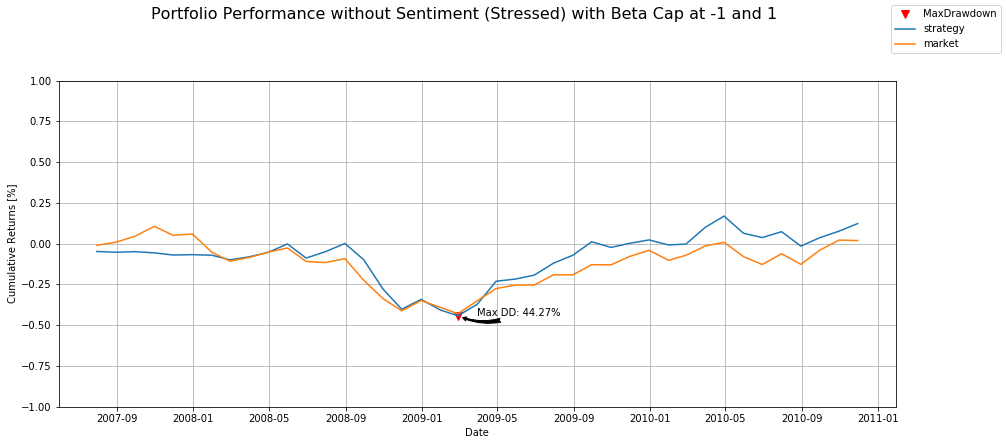 Portfolio Performance without Sentiment (Stressed) with Beta Cap at -1 and 1
MaxDrawdown
strategy
market
1.00
0.75
0.50
0.25
0.00
−0.25
−0.50
−0.75
−1.00
Cumulative Returns [%]
Max DD: 44.27%
2007-09
2008-01
2008-05
2008-09
2009-01
2009-05
2009-09
2010-01
2010-05
2010-09
2011-01
Date